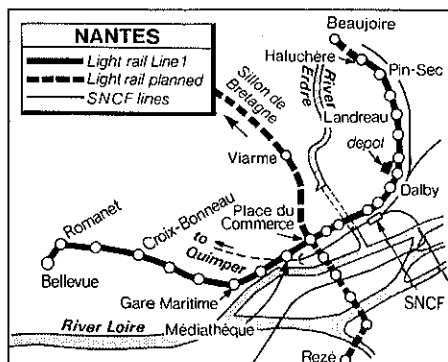 NANTES
Light rail Line 1
Light rail planned
SNCF lines
Beaujoire
Haluchère
Pin-Sec
River
Erdre
Landreau
depol
Dalby
Sillon de
Bretagne
Viarme
Place du
Commerce
Croix-Bonneau
Romanet
Bellevue
to
Quimper
Gare Maritime
Médiathèque
River Loire
SNCF
Rezé